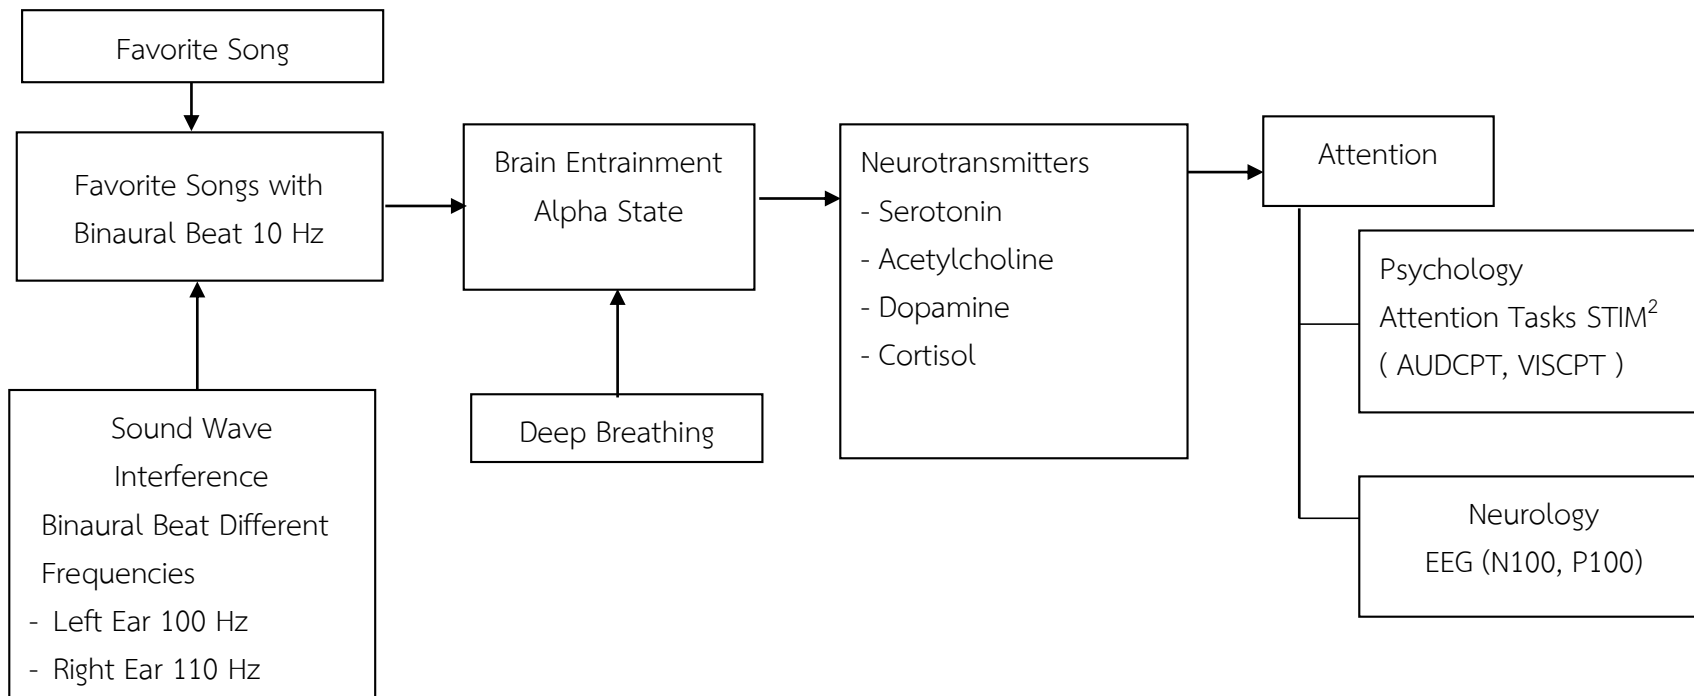 Favorite Song
Favorite Songs with
Binaural Beat 10 Hz
Sound Wave
Interference
Binaural Beat Different
Frequencies
- Left Ear 100 Hz
- Right Ear 110 Hz
Brain Entrainment
Alpha State
Deep Breathing
Neurotransmitters
- Serotonin
- Acetylcholine
- Dopamine
- Cortisol
Attention
Psychology
Attention Tasks STIM²
( AUDCPT, VISCPT )
Neurology
EEG (N100, P100)